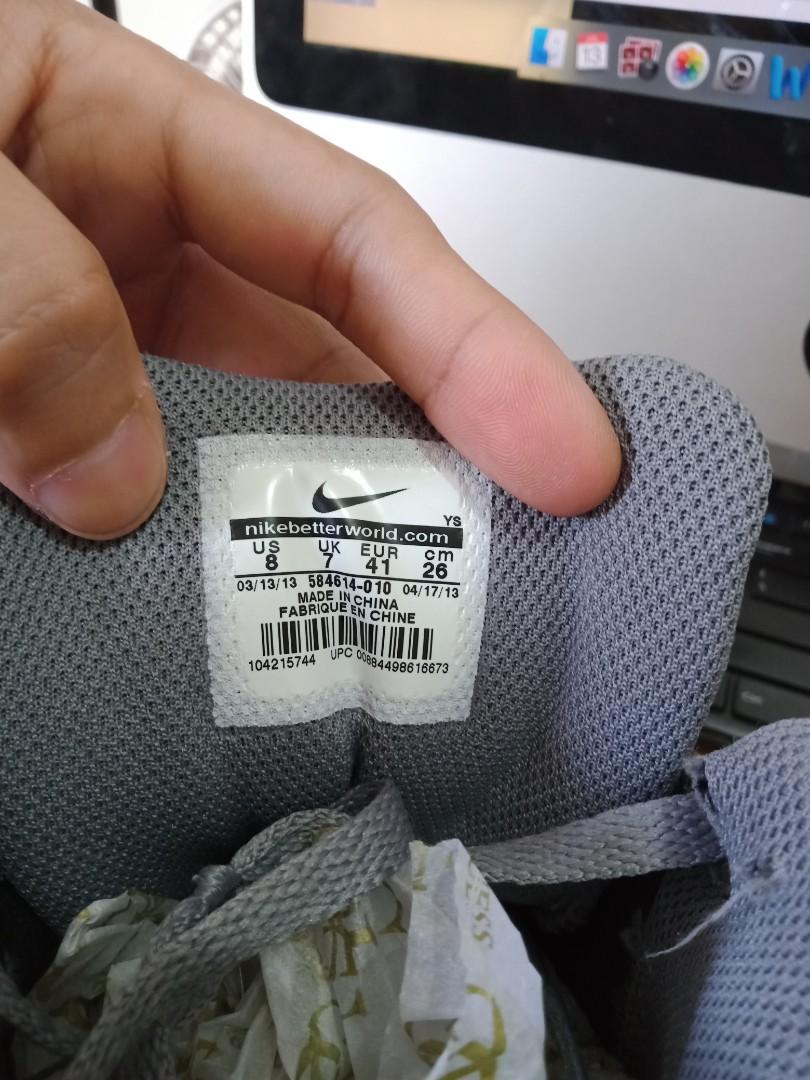 13
YS
nikebetterworld.com
US UK EUR cm
8 7 41 26
03/13/13 584614-010 04/17/13
MADE IN CHINA
FABRIQUE EN CHINE
104215744 UPC 00884498616673